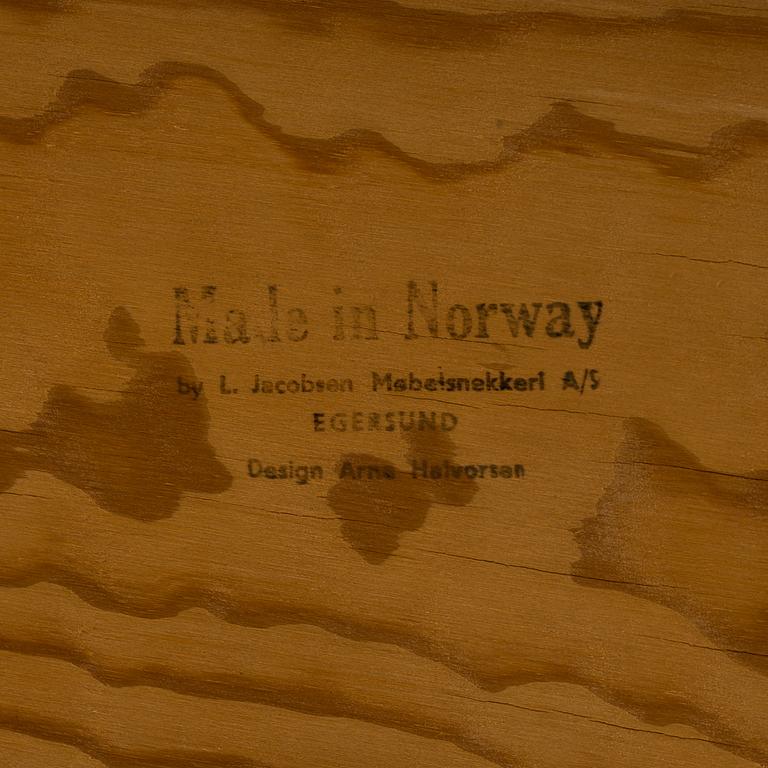 Made in Norway
by L. Jacobsen Møbelsnekkeri A/S
EGERSUND
Design Arne Halvorsen